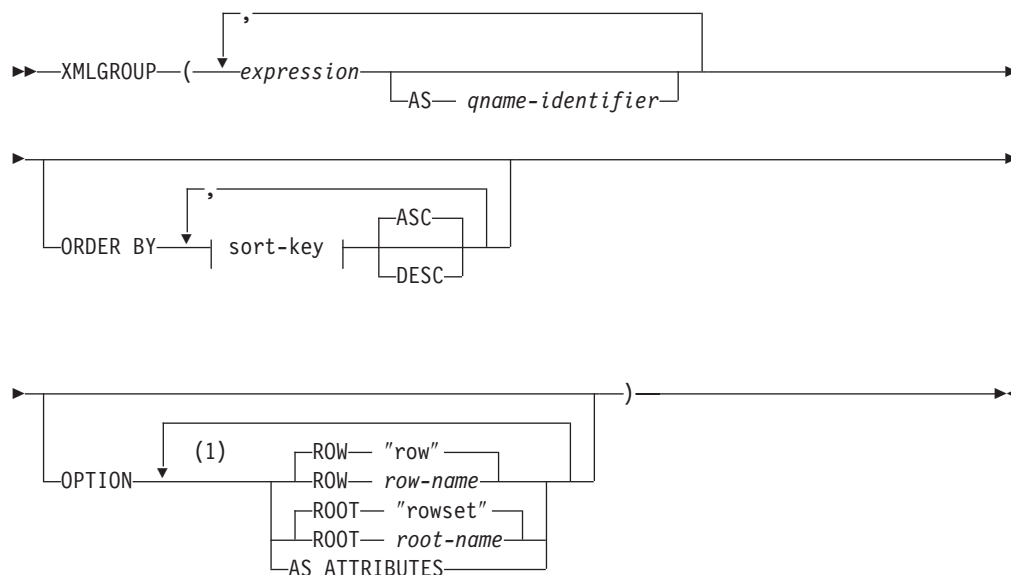 ,
XMLGROUP ( expression
AS qname-identifier
,
ASC
ORDER BY sort-key
DESC
(1) ROW "row"
OPTION ROW row-name
ROOT "rowset"
ROOT root-name
AS ATTRIBUTES
)